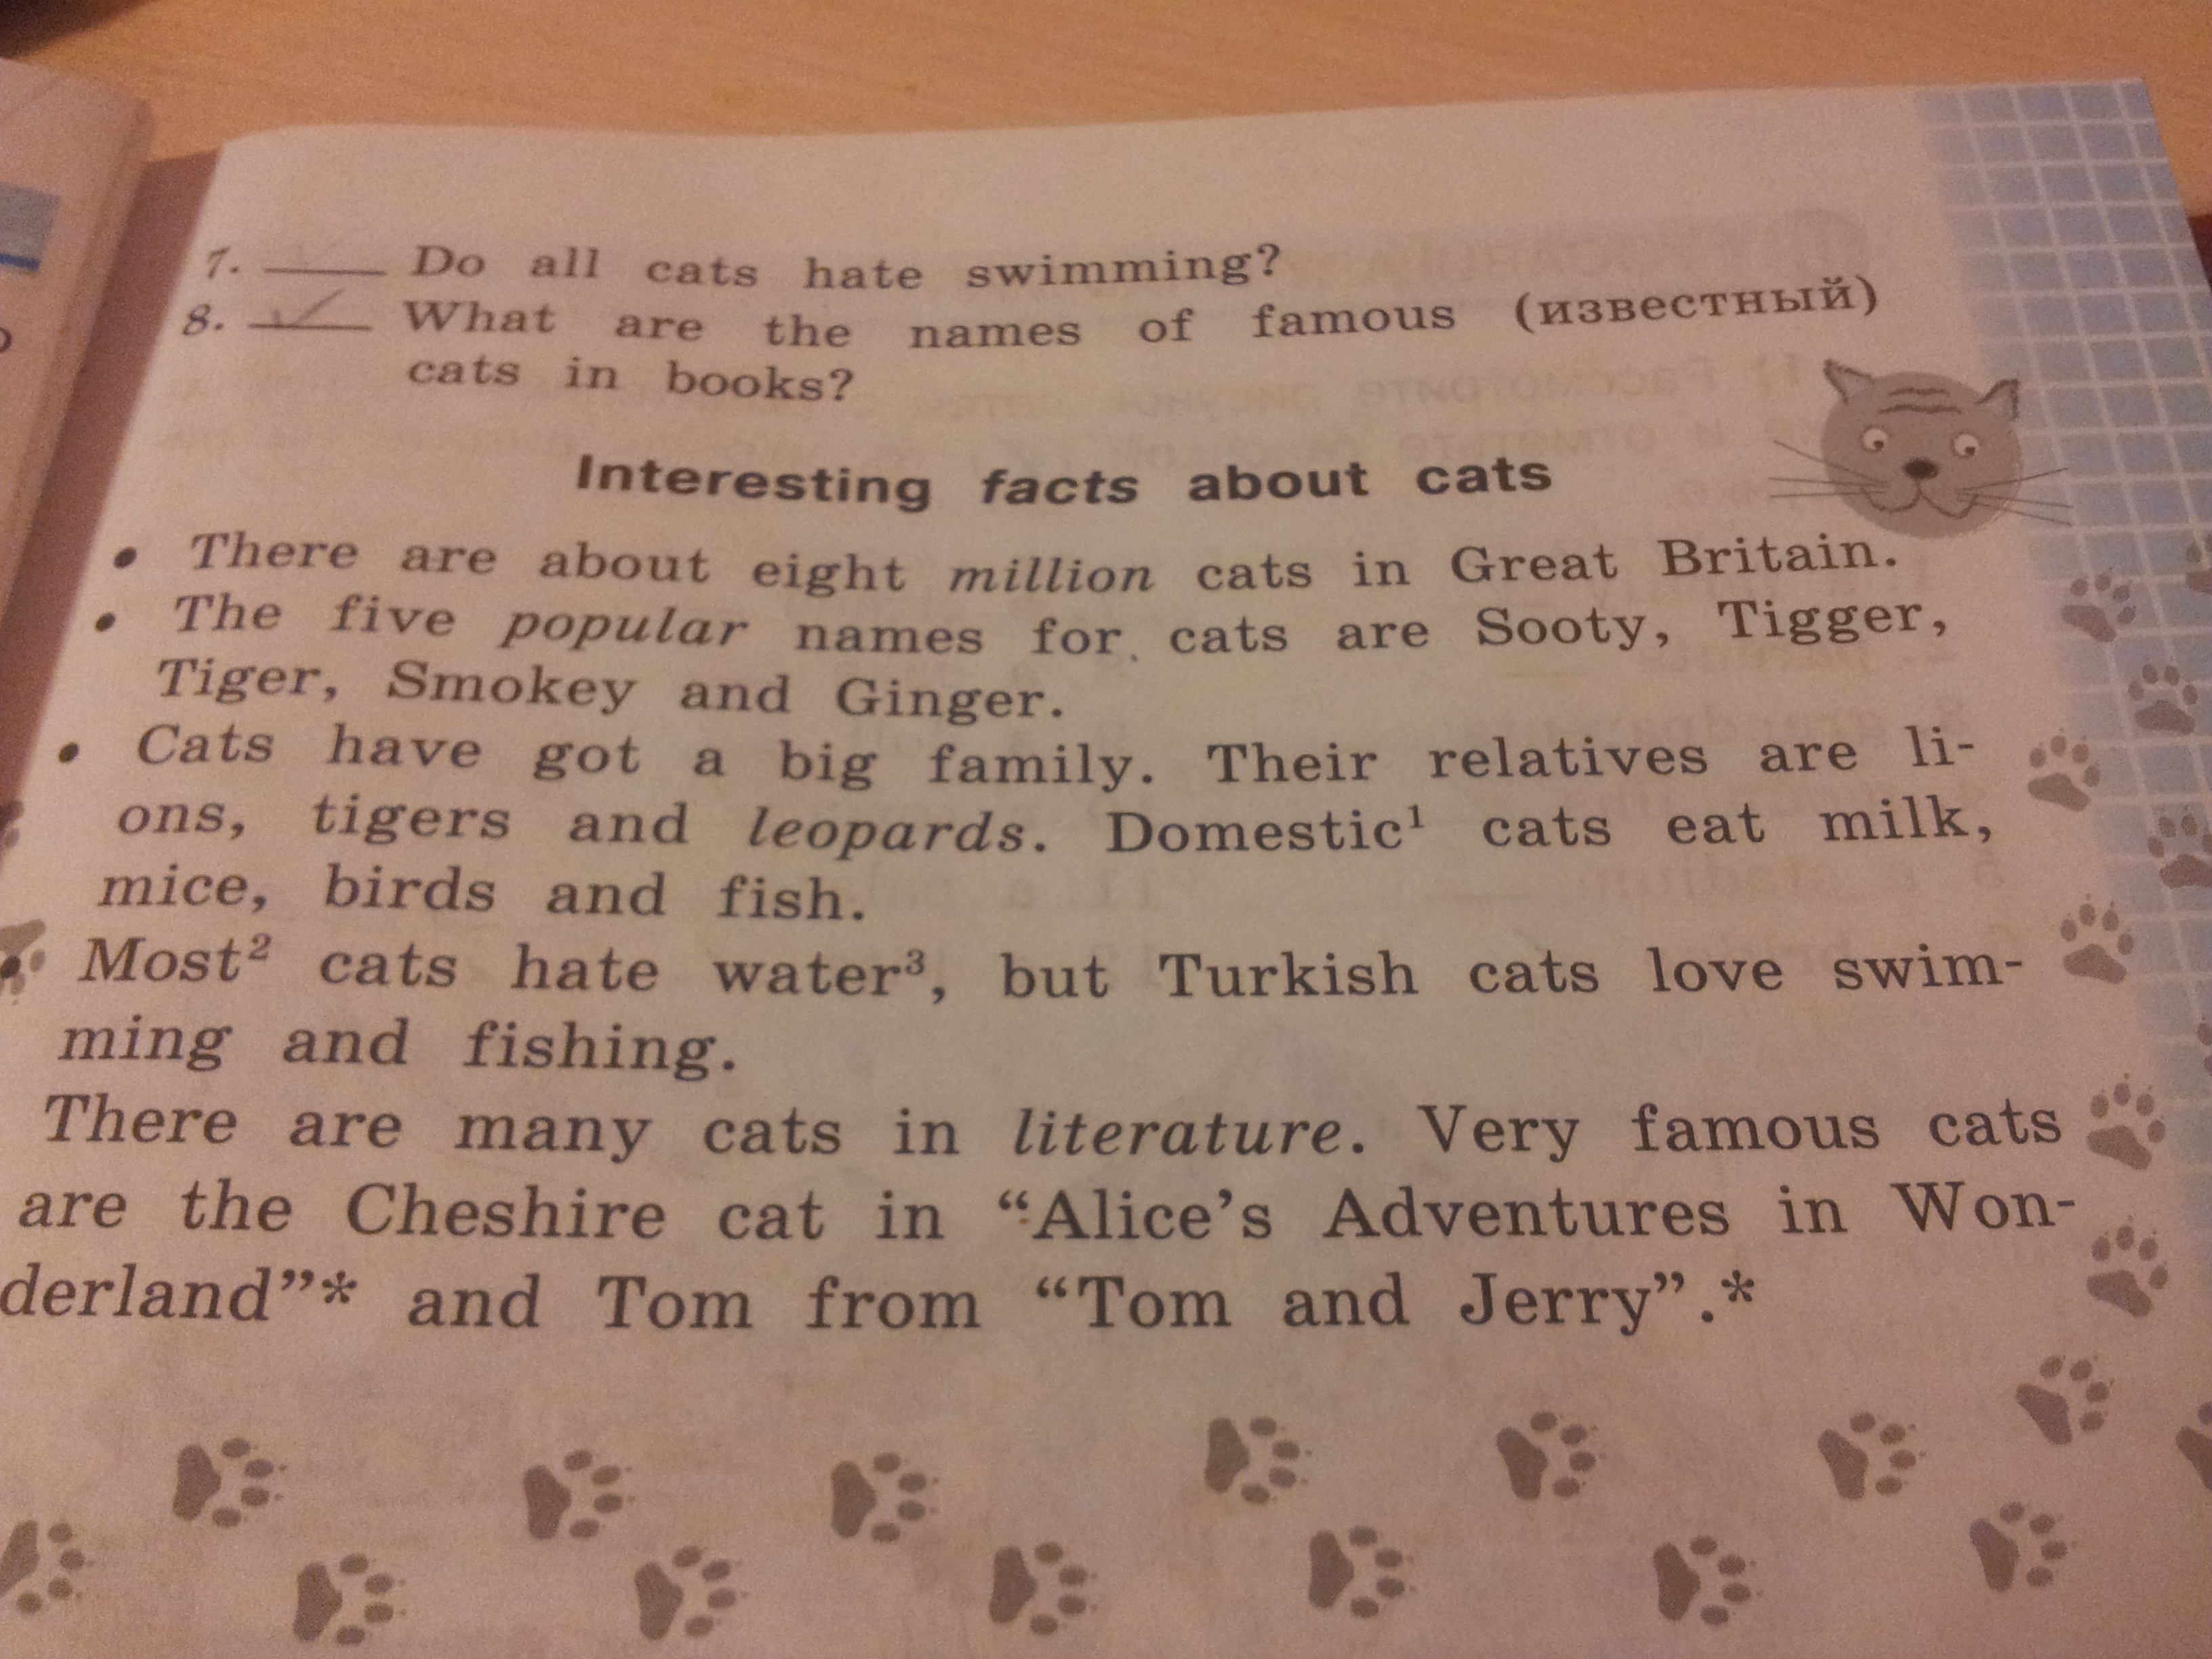 7. ____ Do all cats hate swimming?
8. ____ What are the names of famous (известный)
cats in books?
Interesting facts about cats
• There are about eight million cats in Great Britain.
• The five popular names for cats are Sooty, Tigger,
Tiger, Smokey and Ginger.
• Cats have got a big family. Their relatives are li-
ons, tigers and leopards. Domestic¹ cats eat milk,
mice, birds and fish.
• Most² cats hate water³, but Turkish cats love swim-
ming and fishing.
There are many cats in literature. Very famous cats
are the Cheshire cat in “Alice’s Adventures in Won-
derland”* and Tom from “Tom and Jerry”.*